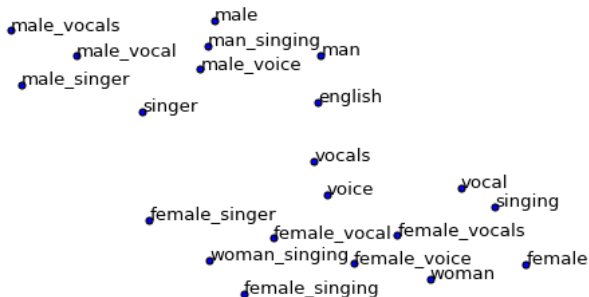 male
male_vocals
man_singing
male_vocal
man
male_voice
male_singer
english
singer
vocals
vocal
voice
singing
female_singer
female_vocal
female_vocals
woman_singing
female_voice
female
woman
female_singing